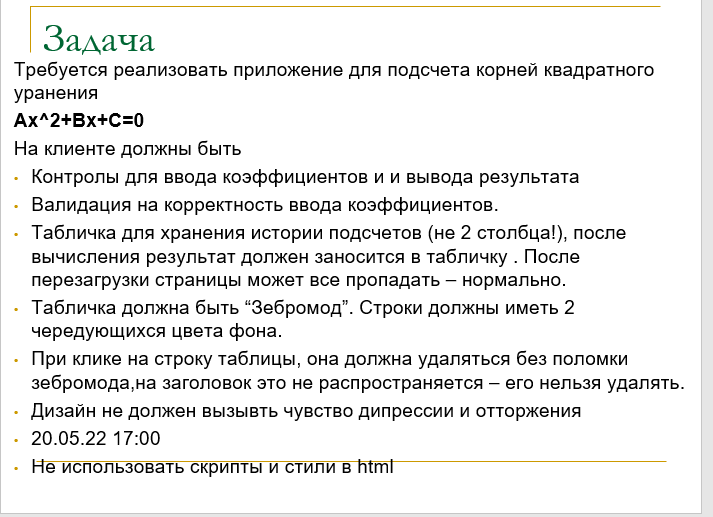 Задача
Требуется реализовать приложение для подсчета корней квадратного
уранения
Ax^2+Bx+C=0
На клиенте должны быть
• Контролы для ввода коэффициентов и и вывода результата
• Валидация на корректность ввода коэффициентов.
• Табличка для хранения истории подсчетов (не 2 столбца!), после
вычисления результат должен заносится в табличку . После
перезагрузки страницы может все пропадать – нормально.
• Табличка должна быть “Зебромод”. Строки должны иметь 2
чередующихся цвета фона.
• При клике на строку таблицы, она должна удаляться без поломки
зебромода,на заголовок это не распространяется – его нельзя удалять.
• Дизайн не должен вызывть чувство дипрессии и отторжения
• 20.05.22 17:00
• Не использовать скрипты и стили в html